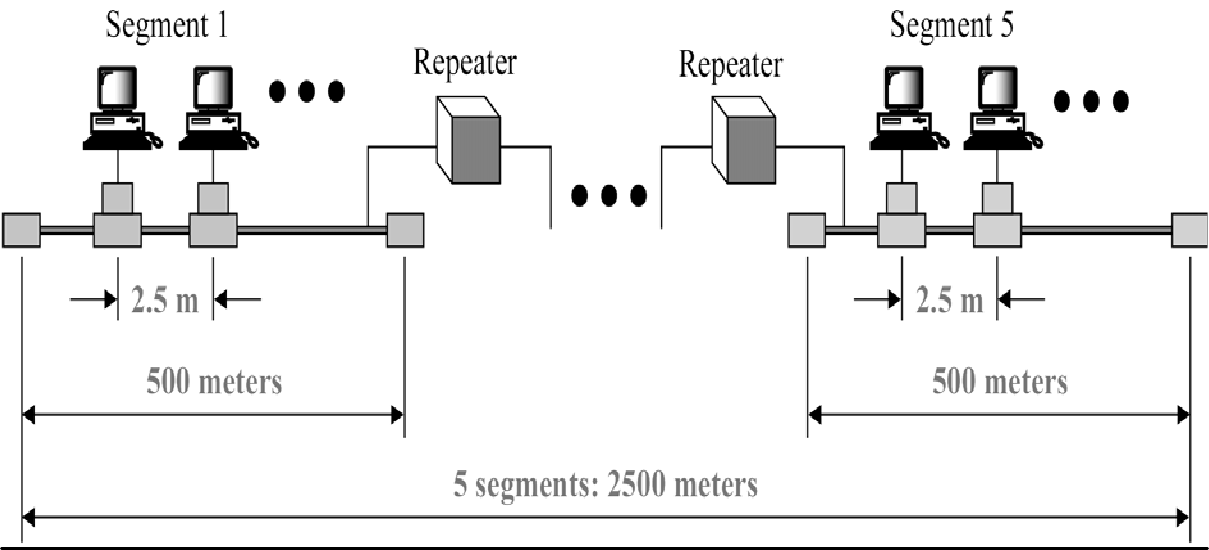 Segment 1
Segment 5
Repeater
Repeater
2.5 m
2.5 m
500 meters
500 meters
5 segments: 2500 meters